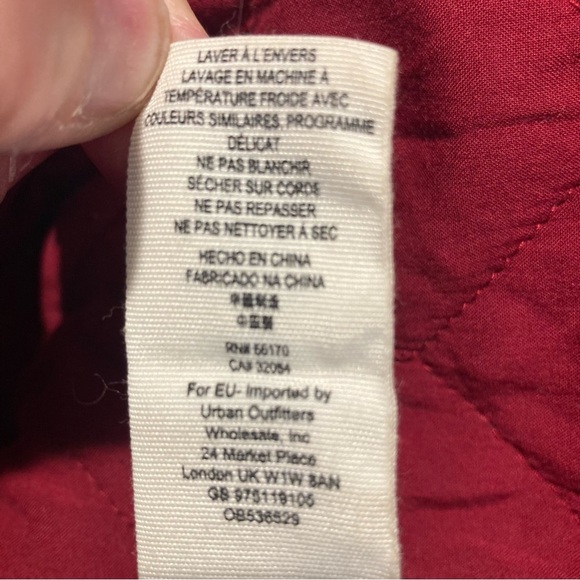 LAVER À L'ENVERS
LAVAGE EN MACHINE À
TEMPÉRATURE FROIDE AVEC
COULEURS SIMILAIRES, PROGRAMME
DÉLICAT
NE PAS BLANCHIR
SÉCHER SUR CORDE
NE PAS REPASSER
NE PAS NETTOYER À SEC
HECHO EN CHINA
FABRICADO NA CHINA
中國制造
中国製
RN# 66170
CA# 32054
For EU- Imported by
Urban Outfitters
Wholesale, Inc
24 Market Place
London UK W1W 8AN
GB 975119105
OB536529